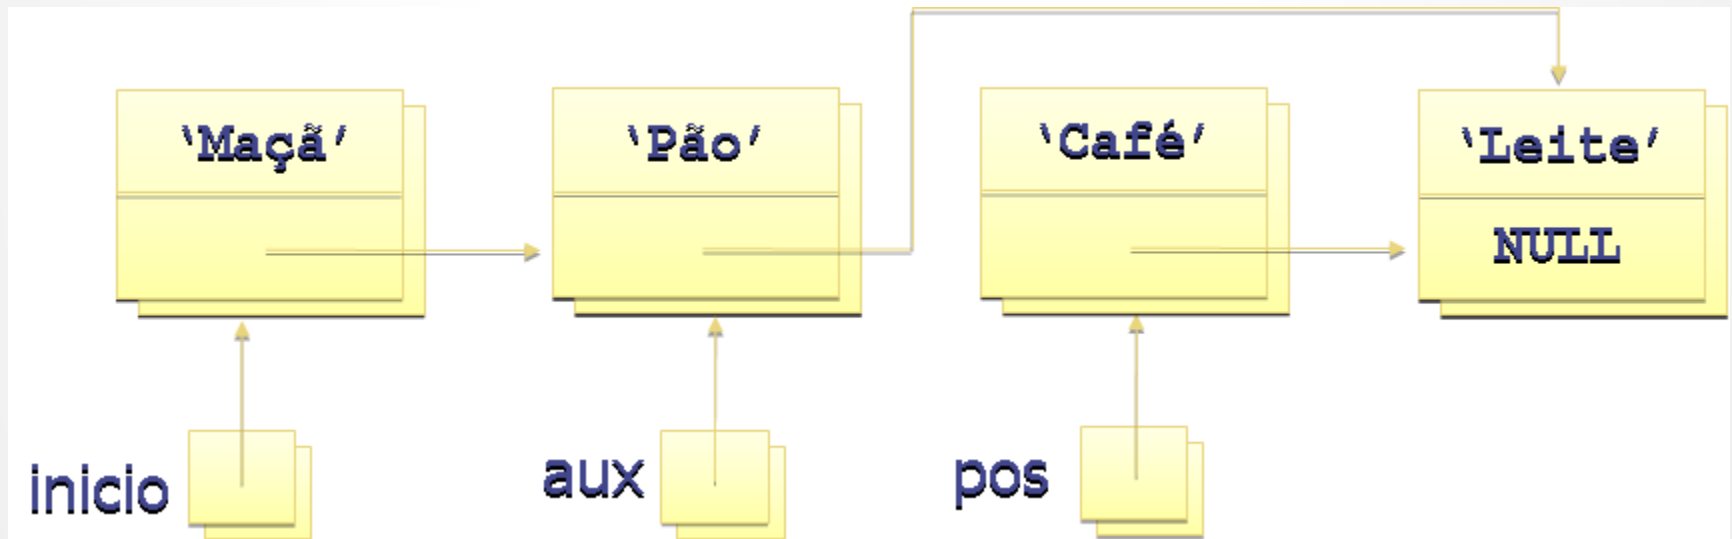 ‘Maçã’
‘Pão’
‘Café’
‘Leite’
NULL
inicio
aux
pos